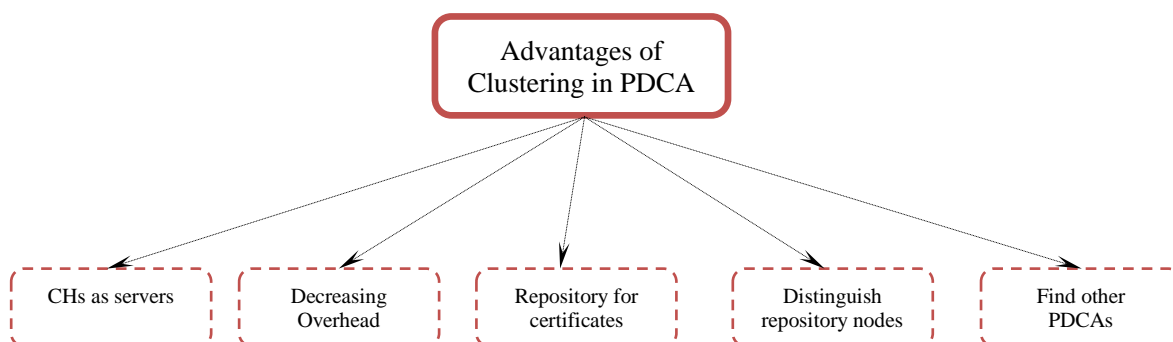 Advantages of
Clustering in PDCA
CHs as servers
Decreasing
Overhead
Repository for
certificates
Distinguish
repository nodes
Find other
PDCAs